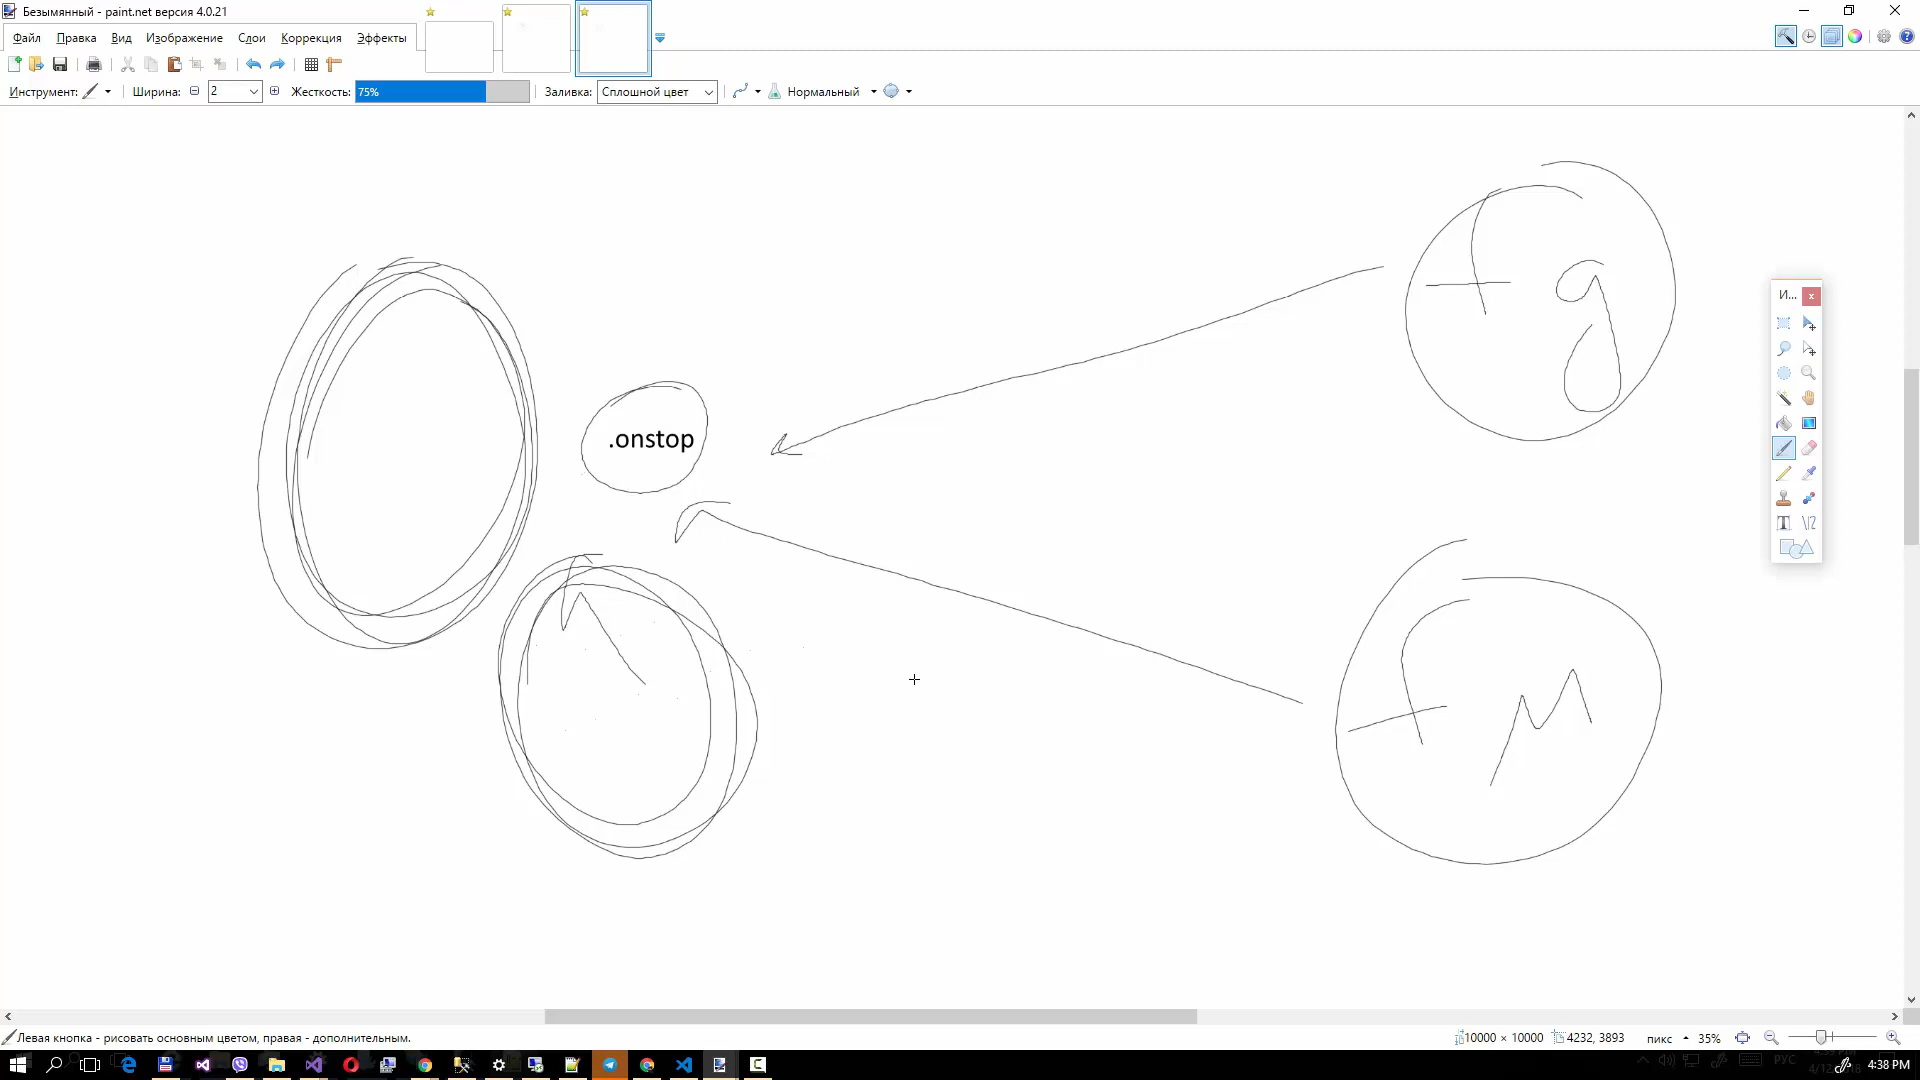 Безымянный - paint.net версия 4.0.21
Файл Правка Вид Изображение Слои Коррекция Эффекты
Инструмент: Ширина: 2 Жесткость: 75% Заливка: Сплошной цвет Нормальный
И...
.onstop
f g
f м
Левая кнопка - рисовать основным цветом, правая - дополнительным.
10000 × 10000 4232, 3893 пикс 35%
РУС 4:38 PM